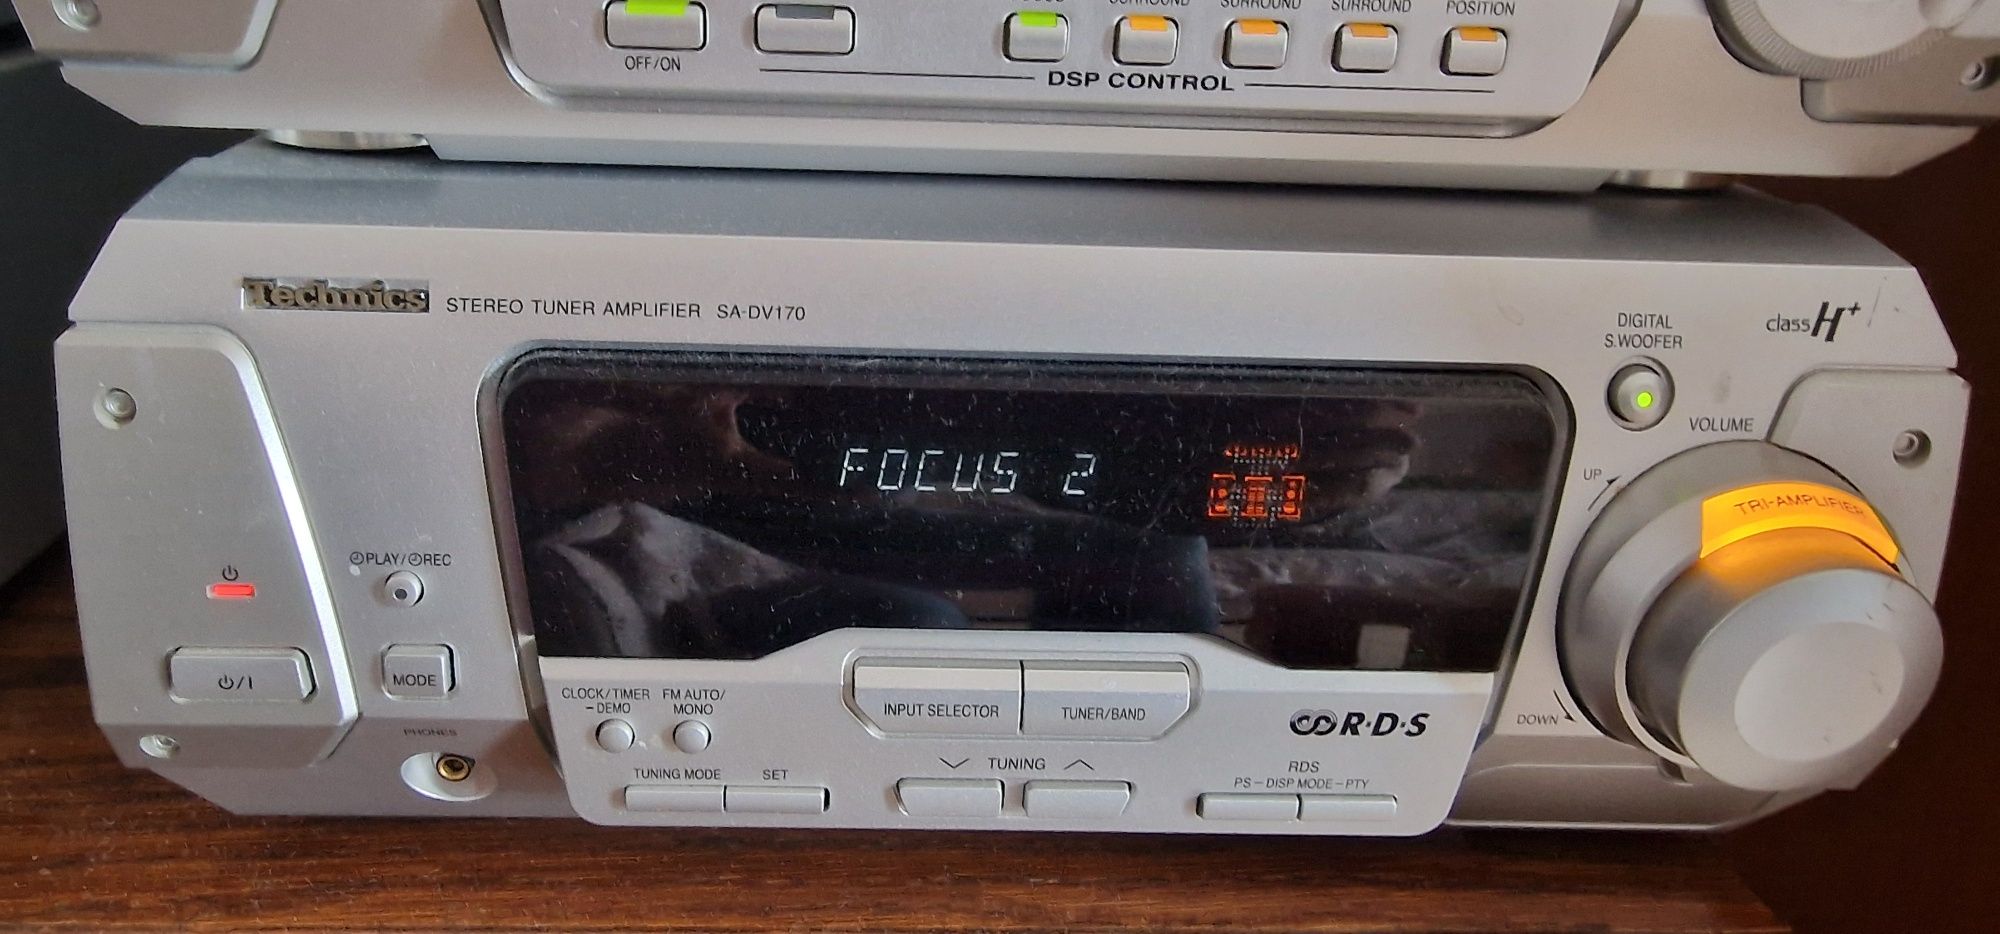 SURROUND SURROUND SURROUND POSITION
OFF/ON
DSP CONTROL
Technics STEREO TUNER AMPLIFIER SA-DV170
DIGITAL
S.WOOFER
class H+
VOLUME
UP
TRI-AMPLIFIER
FOCUS 2
PLAY/REC
MODE
PHONES
CLOCK/TIMER
–DEMO
FM AUTO/
MONO
INPUT SELECTOR
TUNER/BAND
R·D·S
DOWN
TUNING MODE
SET
TUNING
RDS
PS – DISP MODE – PTY